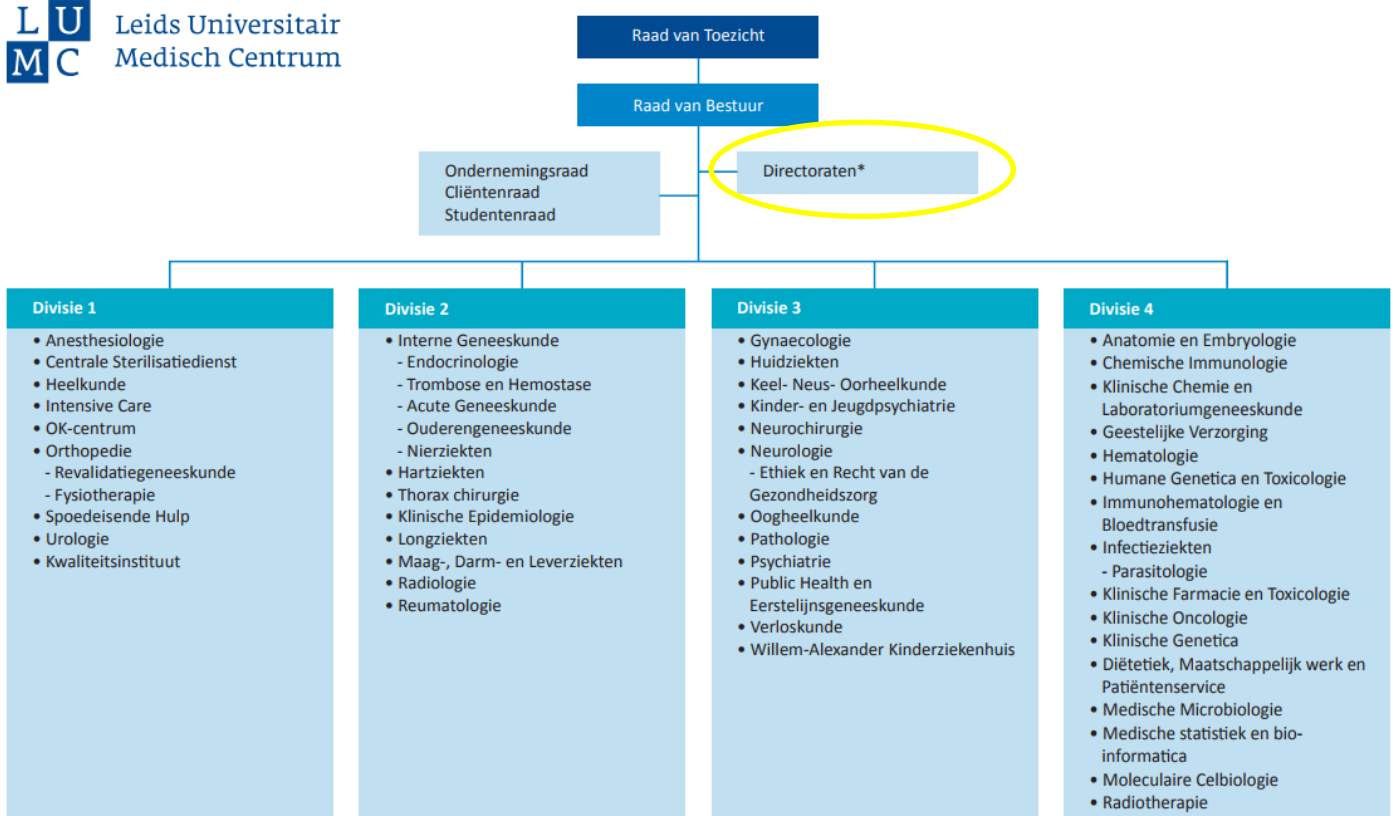 L U
M C
Leids Universitair
Medisch Centrum
Raad van Toezicht
Raad van Bestuur
Ondernemingsraad
Cliëntenraad
Studentenraad
Directoraten*
Divisie 1
• Anesthesiologie
• Centrale Sterilisatiedienst
• Heelkunde
• Intensive Care
• OK-centrum
• Orthopedie
- Revalidatiegeneeskunde
- Fysiotherapie
• Spoedeisende Hulp
• Urologie
• Kwaliteitsinstituut
Divisie 2
• Interne Geneeskunde
- Endocrinologie
- Trombose en Hemostase
- Acute Geneeskunde
- Ouderengeneeskunde
- Nierziekten
• Hartziekten
• Thorax chirurgie
• Klinische Epidemiologie
• Longziekten
• Maag-, Darm- en Leverziekten
• Radiologie
• Reumatologie
Divisie 3
• Gynaecologie
• Huidziekten
• Keel- Neus- Oorheelkunde
• Kinder- en Jeugdpsychiatrie
• Neurochirurgie
• Neurologie
- Ethiek en Recht van de
Gezondheidszorg
• Oogheelkunde
• Pathologie
• Psychiatrie
• Public Health en
Eerstelijnsgeneeskunde
• Verloskunde
• Willem-Alexander Kinderziekenhuis
Divisie 4
• Anatomie en Embryologie
• Chemische Immunologie
• Klinische Chemie en
Laboratoriumgeneeskunde
• Geestelijke Verzorging
• Hematologie
• Humane Genetica en Toxicologie
• Immunohematologie en
Bloedtransfusie
• Infectieziekten
- Parasitologie
• Klinische Farmacie en Toxicologie
• Klinische Oncologie
• Klinische Genetica
• Diëtetiek, Maatschappelijk werk en
Patiëntenservice
• Medische Microbiologie
• Medische statistiek en bio-
informatica
• Moleculaire Celbiologie
• Radiotherapie